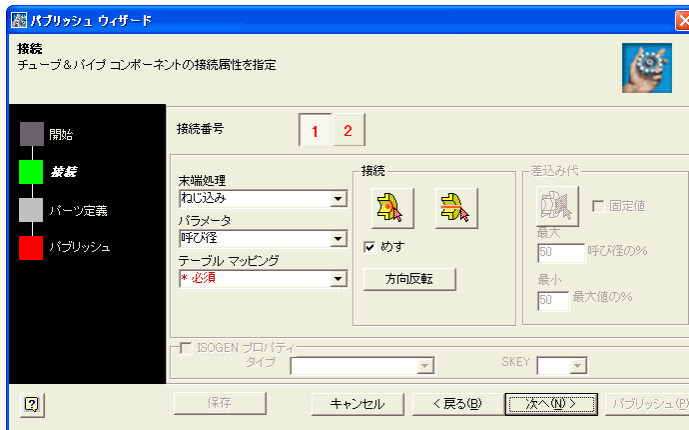 パブリッシュ ウィザード
接続
チューブ&パイプ コンポーネントの接続属性を指定
開始
接続
パーツ定義
パブリッシュ
接続番号
1 2
末端処理
ねじ込み
パラメータ
呼び径
テーブル マッピング
* 必須
接続
めす
方向反転
差込み代
固定値
最大
50 呼び径の%
最小
50 最大値の%
ISOGEN プロパティ
タイプ
SKEY
保存
キャンセル
< 戻る(B)
次へ(N) >
パブリッシュ(P)